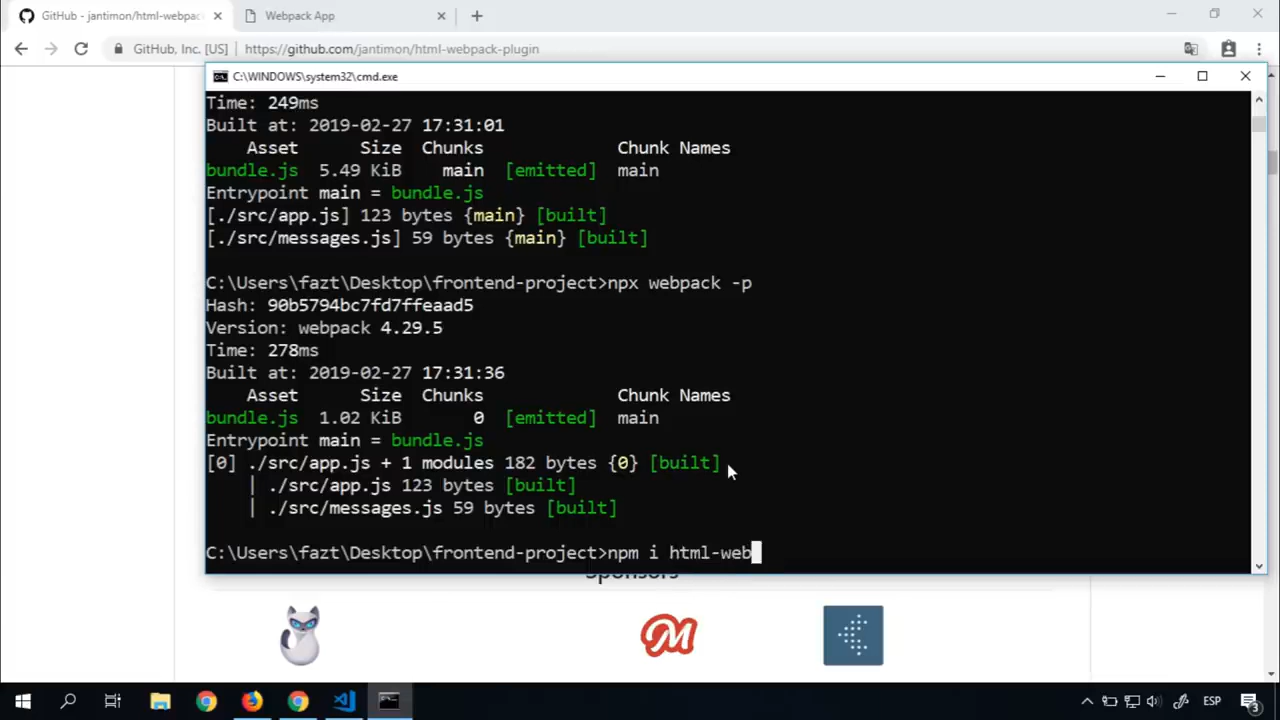 GitHub - jantimon/html-webpac
Webpack App
GitHub, Inc. [US]
https://github.com/jantimon/html-webpack-plugin
C:\WINDOWS\system32\cmd.exe
Time: 249ms
Built at: 2019-02-27 17:31:01
Asset Size Chunks Chunk Names
bundle.js 5.49 KiB main [emitted] main
Entrypoint main = bundle.js
[./src/app.js] 123 bytes {main} [built]
[./src/messages.js] 59 bytes {main} [built]
C:\Users\fazt\Desktop\frontend-project>npx webpack -p
Hash: 90b5794bc7fd7ffeaad5
Version: webpack 4.29.5
Time: 278ms
Built at: 2019-02-27 17:31:36
Asset Size Chunks Chunk Names
bundle.js 1.02 KiB 0 [emitted] main
Entrypoint main = bundle.js
[0] ./src/app.js + 1 modules 182 bytes {0} [built]
| ./src/app.js 123 bytes [built]
| ./src/messages.js 59 bytes [built]
C:\Users\fazt\Desktop\frontend-project>npm i html-web
Sponsors
ESP
3